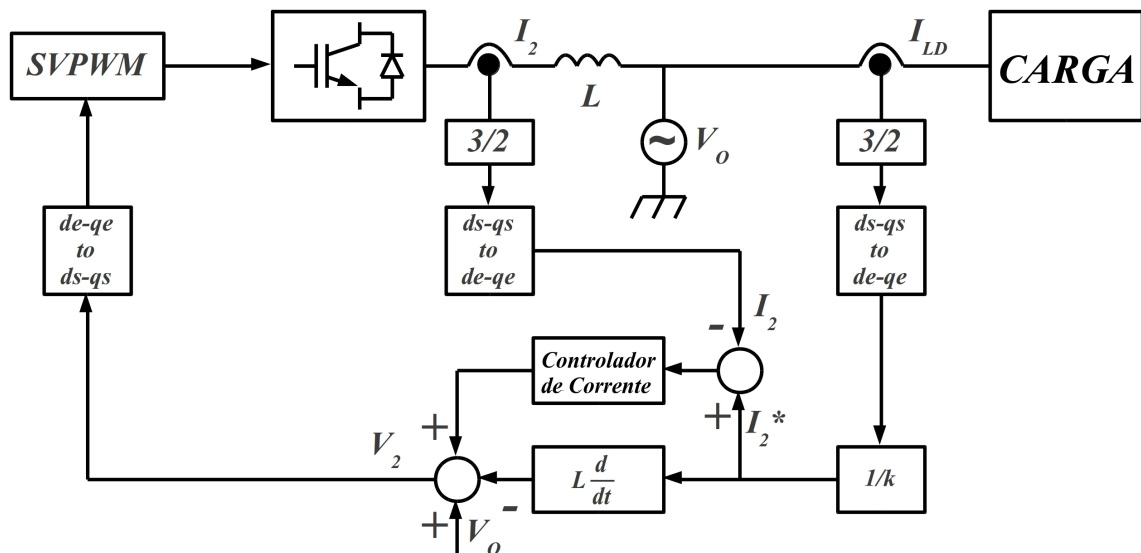 SVPWM
I2
L
ILD
CARGA
3/2
~
VO
3/2
de-qe
to
ds-qs
ds-qs
to
de-qe
ds-qs
to
de-qe
I2
-
Controlador
de Corrente
+
I2*
+
V2
L d/dt
-
1/k
+
VO